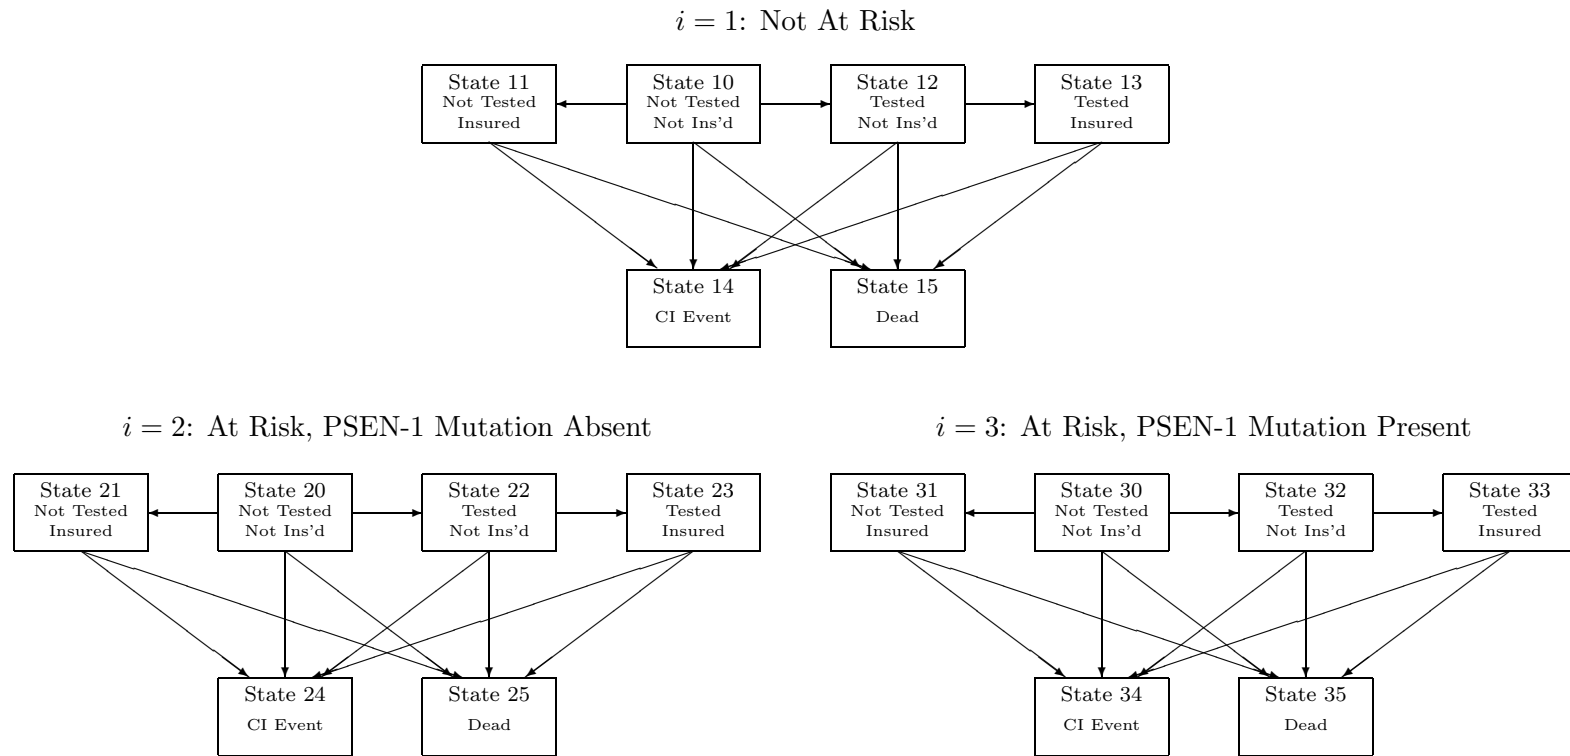 i = 1: Not At Risk
State 11
Not Tested
Insured
State 10
Not Tested
Not Ins'd
State 12
Tested
Not Ins'd
State 13
Tested
Insured
State 14
CI Event
State 15
Dead
i = 2: At Risk, PSEN-1 Mutation Absent
State 21
Not Tested
Insured
State 20
Not Tested
Not Ins'd
State 22
Tested
Not Ins'd
State 23
Tested
Insured
State 24
CI Event
State 25
Dead
i = 3: At Risk, PSEN-1 Mutation Present
State 31
Not Tested
Insured
State 30
Not Tested
Not Ins'd
State 32
Tested
Not Ins'd
State 33
Tested
Insured
State 34
CI Event
State 35
Dead